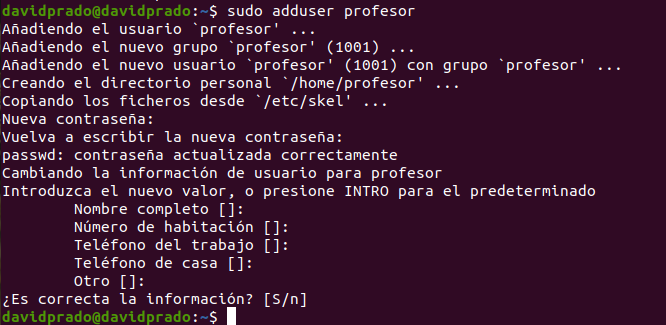 davidprado@davidprado:~$ sudo adduser profesor
Añadiendo el usuario `profesor' ...
Añadiendo el nuevo grupo `profesor' (1001) ...
Añadiendo el nuevo usuario `profesor' (1001) con grupo `profesor' ...
Creando el directorio personal `/home/profesor' ...
Copiando los ficheros desde `/etc/skel' ...
Nueva contraseña:
Vuelva a escribir la nueva contraseña:
passwd: contraseña actualizada correctamente
Cambiando la información de usuario para profesor
Introduzca el nuevo valor, o presione INTRO para el predeterminado
Nombre completo []:
Número de habitación []:
Teléfono del trabajo []:
Teléfono de casa []:
Otro []:
¿Es correcta la información? [S/n]
davidprado@davidprado:~$